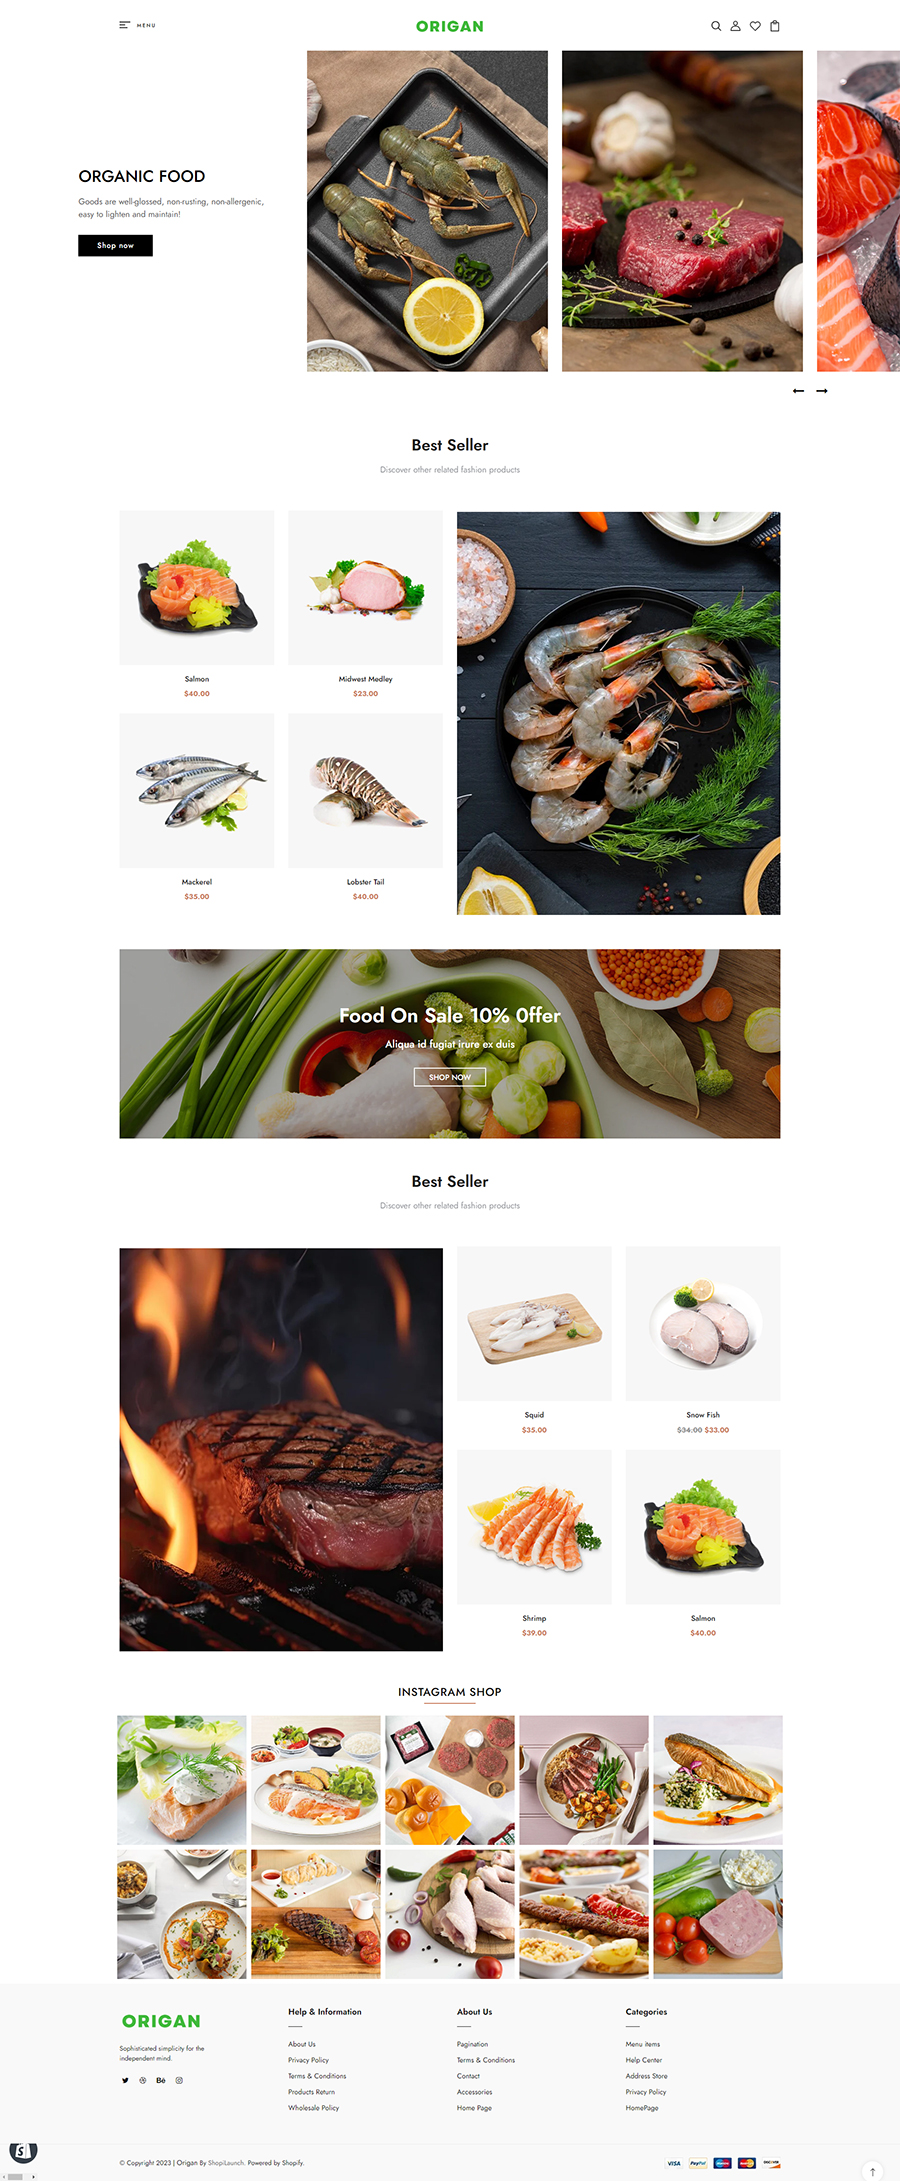 MENU
ORIGAN
ORGANIC FOOD
Goods are well-glossed, non-rusting, non-allergenic,
easy to lighten and maintain!
Shop now
Best Seller
Discover other related fashion products
Salmon
$40.00
Midwest Medley
$23.00
Mackerel
$35.00
Lobster Tail
$40.00
Food On Sale 10% Offer
Aliqua id fugiat irure ex duis
SHOP NOW
Best Seller
Discover other related fashion products
Squid
$35.00
Snow Fish
$34.00 $33.00
Shrimp
$39.00
Salmon
$40.00
INSTAGRAM SHOP
ORIGAN
Sophisticated simplicity for the
independent mind.
Bē
Help & Information
About Us
Privacy Policy
Terms & Conditions
Products Return
Wholesale Policy
About Us
Pagination
Terms & Conditions
Contact
Accessories
Home Page
Categories
Menu items
Help Center
Address Store
Privacy Policy
HomePage
© Copyright 2023 | Origan By ShopiLaunch. Powered by Shopify.
VISA
PayPal
DISCOVER